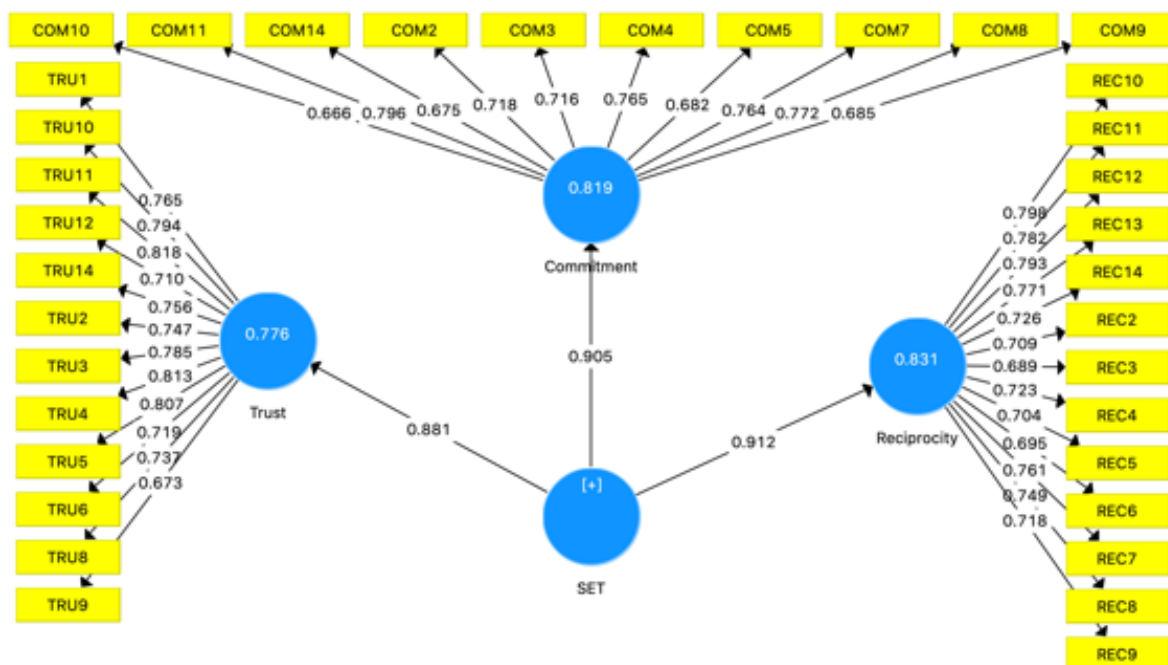 COM10
COM11
COM14
COM2
COM3
COM4
COM5
COM7
COM8
COM9
0.666
0.796
0.675
0.718
0.716
0.765
0.682
0.764
0.772
0.685
0.819
Commitment
TRU1
TRU10
TRU11
TRU12
TRU14
TRU2
TRU3
TRU4
TRU5
TRU6
TRU8
TRU9
0.765
0.794
0.818
0.710
0.756
0.747
0.785
0.813
0.807
0.719
0.737
0.673
0.776
Trust
0.881
0.905
0.912
[+]
SET
0.831
Reciprocity
0.798
0.782
0.793
0.771
0.726
0.709
0.689
0.723
0.704
0.695
0.761
0.749
0.718
REC10
REC11
REC12
REC13
REC14
REC2
REC3
REC4
REC5
REC6
REC7
REC8
REC9